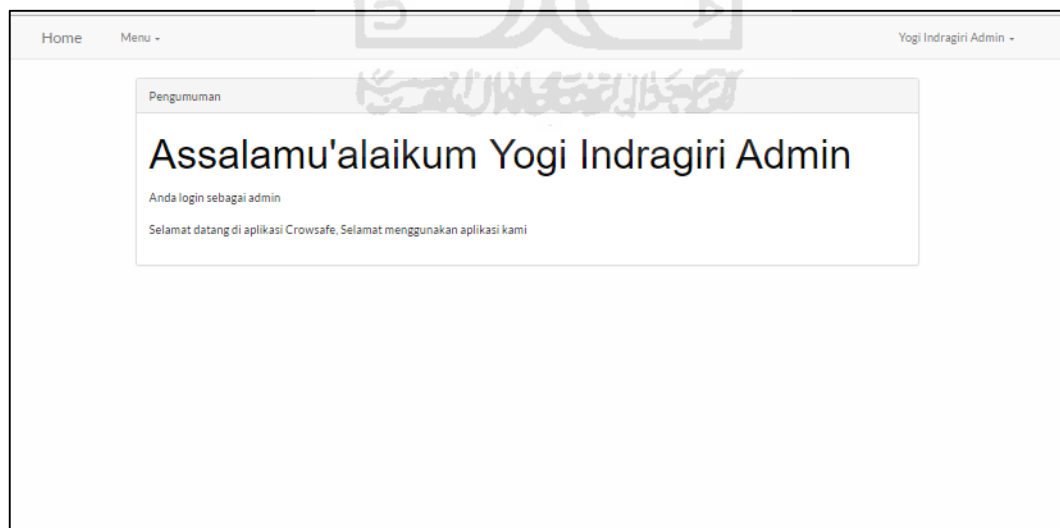 Home
Menu
Yogi Indragiri Admin
Pengumuman
Assalamu'alaikum Yogi Indragiri Admin
Anda login sebagai admin
Selamat datang di aplikasi Crowsafe, Selamat menggunakan aplikasi kami